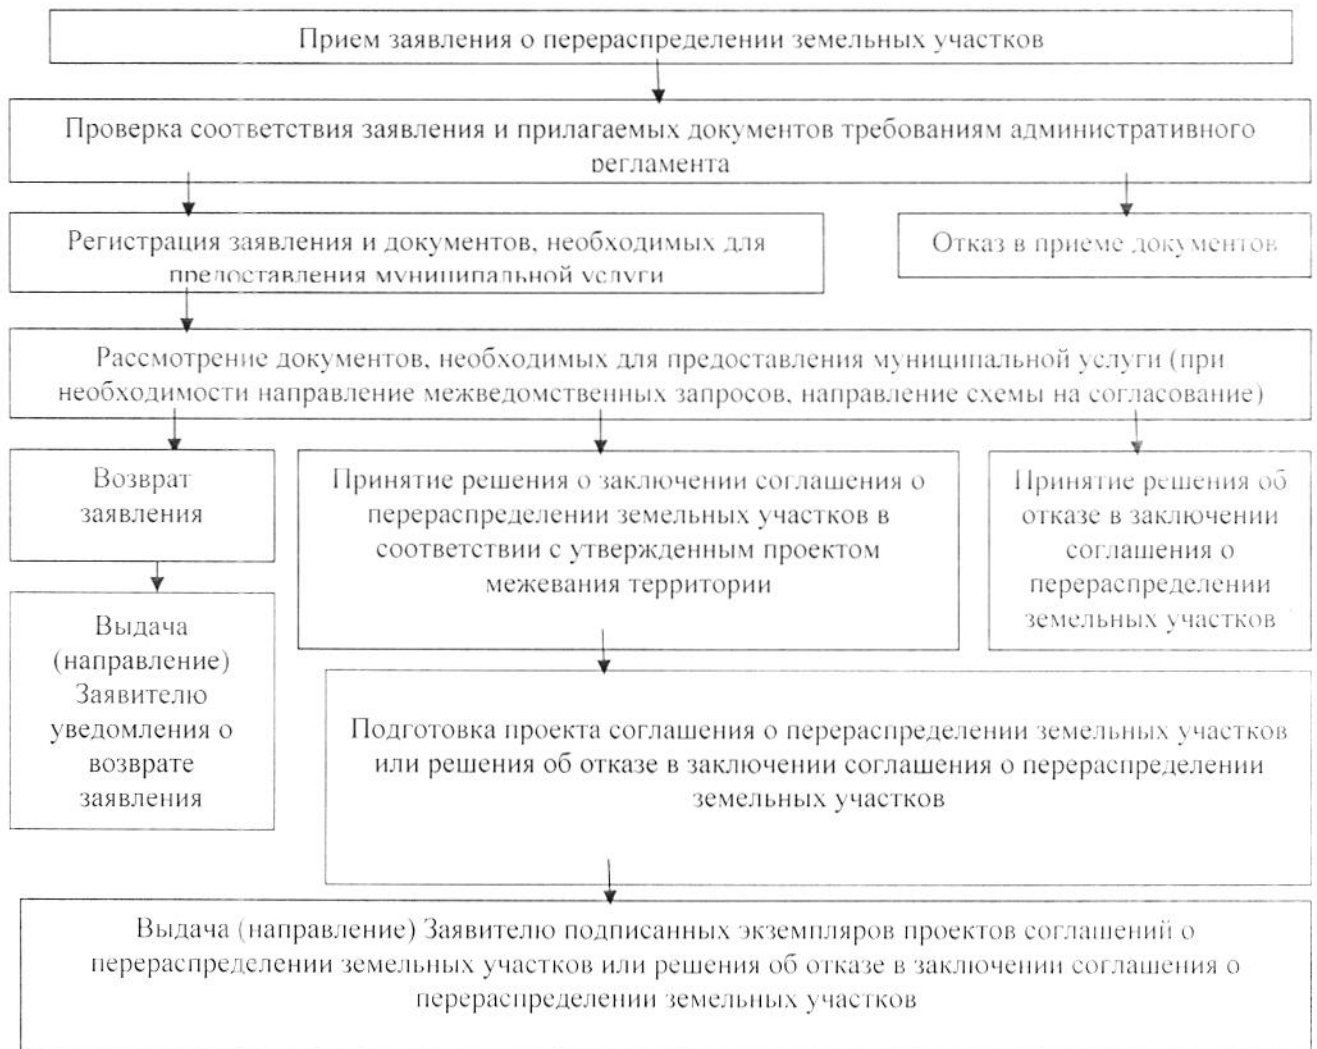 Прием заявления о перераспределении земельных участков
Проверка соответствия заявления и прилагаемых документов требованиям административного
регламента
Регистрация заявления и документов, необходимых для
предоставления муниципальной услуги
Отказ в приеме документов
Рассмотрение документов, необходимых для предоставления муниципальной услуги (при
необходимости направление межведомственных запросов, направление схемы на согласование)
Возврат
заявления
Принятие решения о заключении соглашения о
перераспределении земельных участков в
соответствии с утвержденным проектом
межевания территории
Принятие решения об
отказе в заключении
соглашения о
перераспределении
земельных участков
Выдача
(направление)
Заявителю
уведомления о
возврате
заявления
Подготовка проекта соглашения о перераспределении земельных участков
или решения об отказе в заключении соглашения о перераспределении
земельных участков
Выдача (направление) Заявителю подписанных экземпляров проектов соглашений о
перераспределении земельных участков или решения об отказе в заключении соглашения о
перераспределении земельных участков